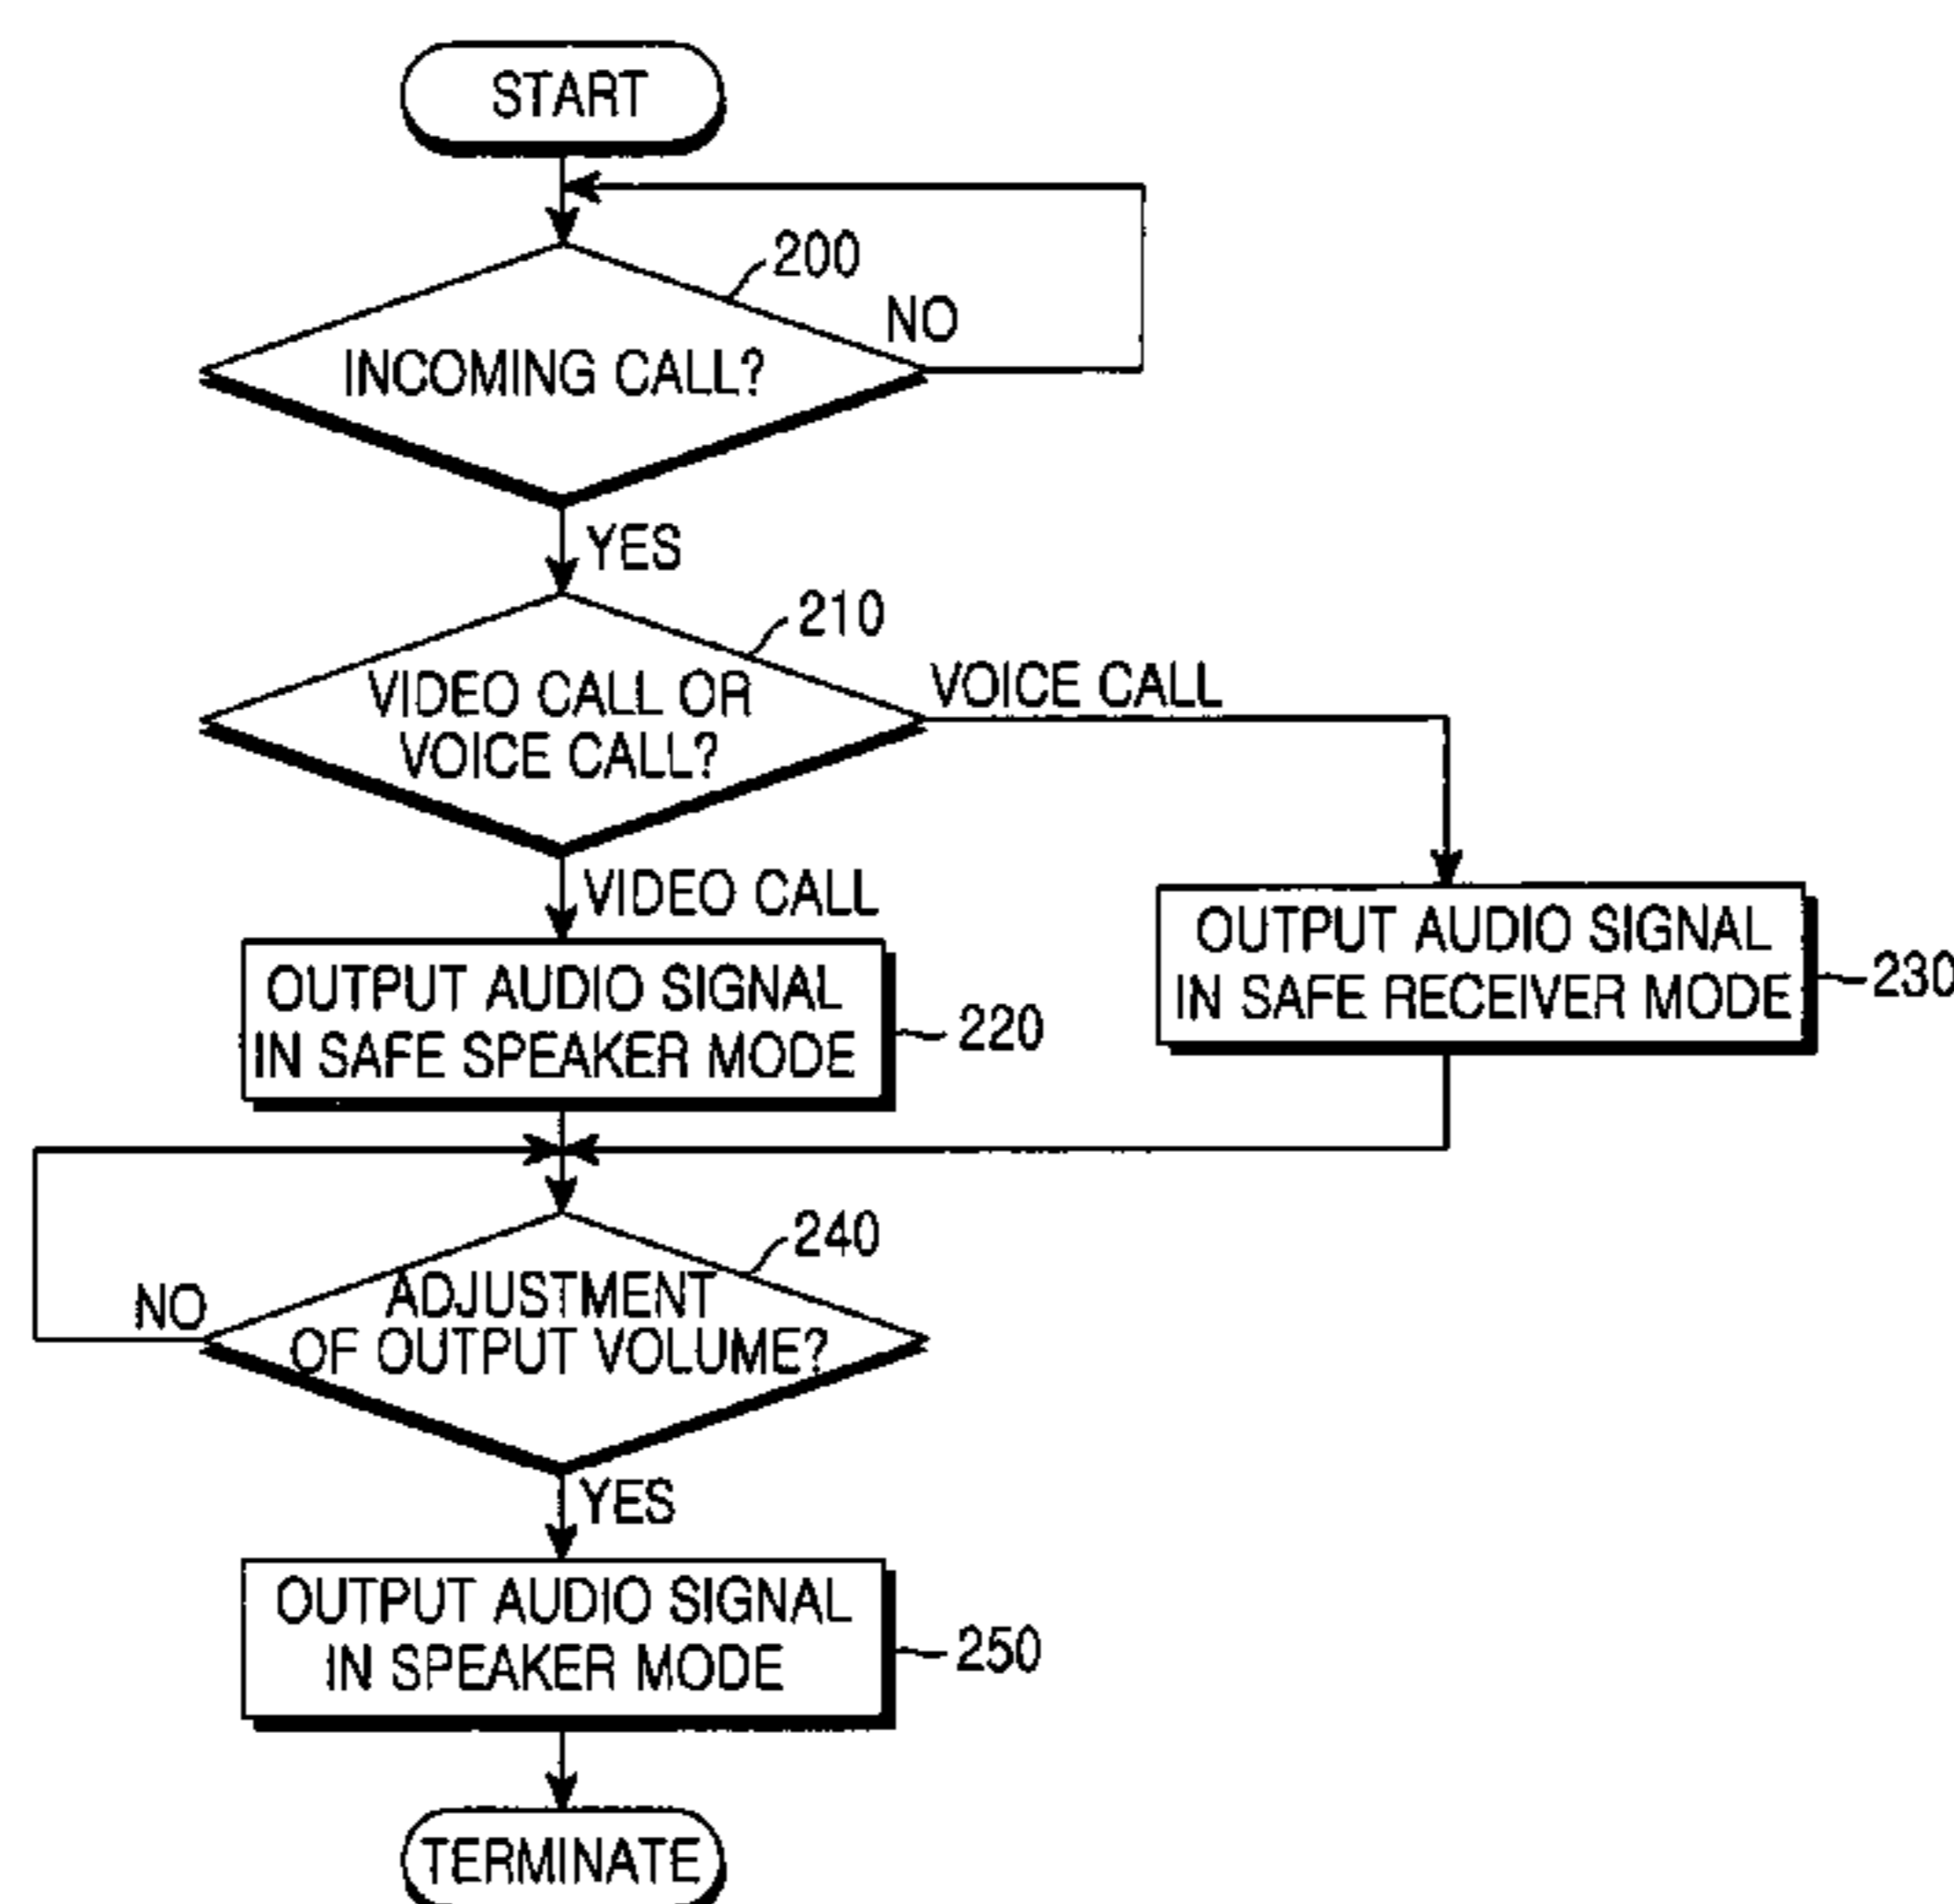 START
200
NO
INCOMING CALL?
YES
210
VIDEO CALL OR
VOICE CALL?
VOICE CALL
VIDEO CALL
OUTPUT AUDIO SIGNAL
IN SAFE SPEAKER MODE
220
OUTPUT AUDIO SIGNAL
IN SAFE RECEIVER MODE
230
240
NO
ADJUSTMENT
OF OUTPUT VOLUME?
YES
OUTPUT AUDIO SIGNAL
IN SPEAKER MODE
250
TERMINATE